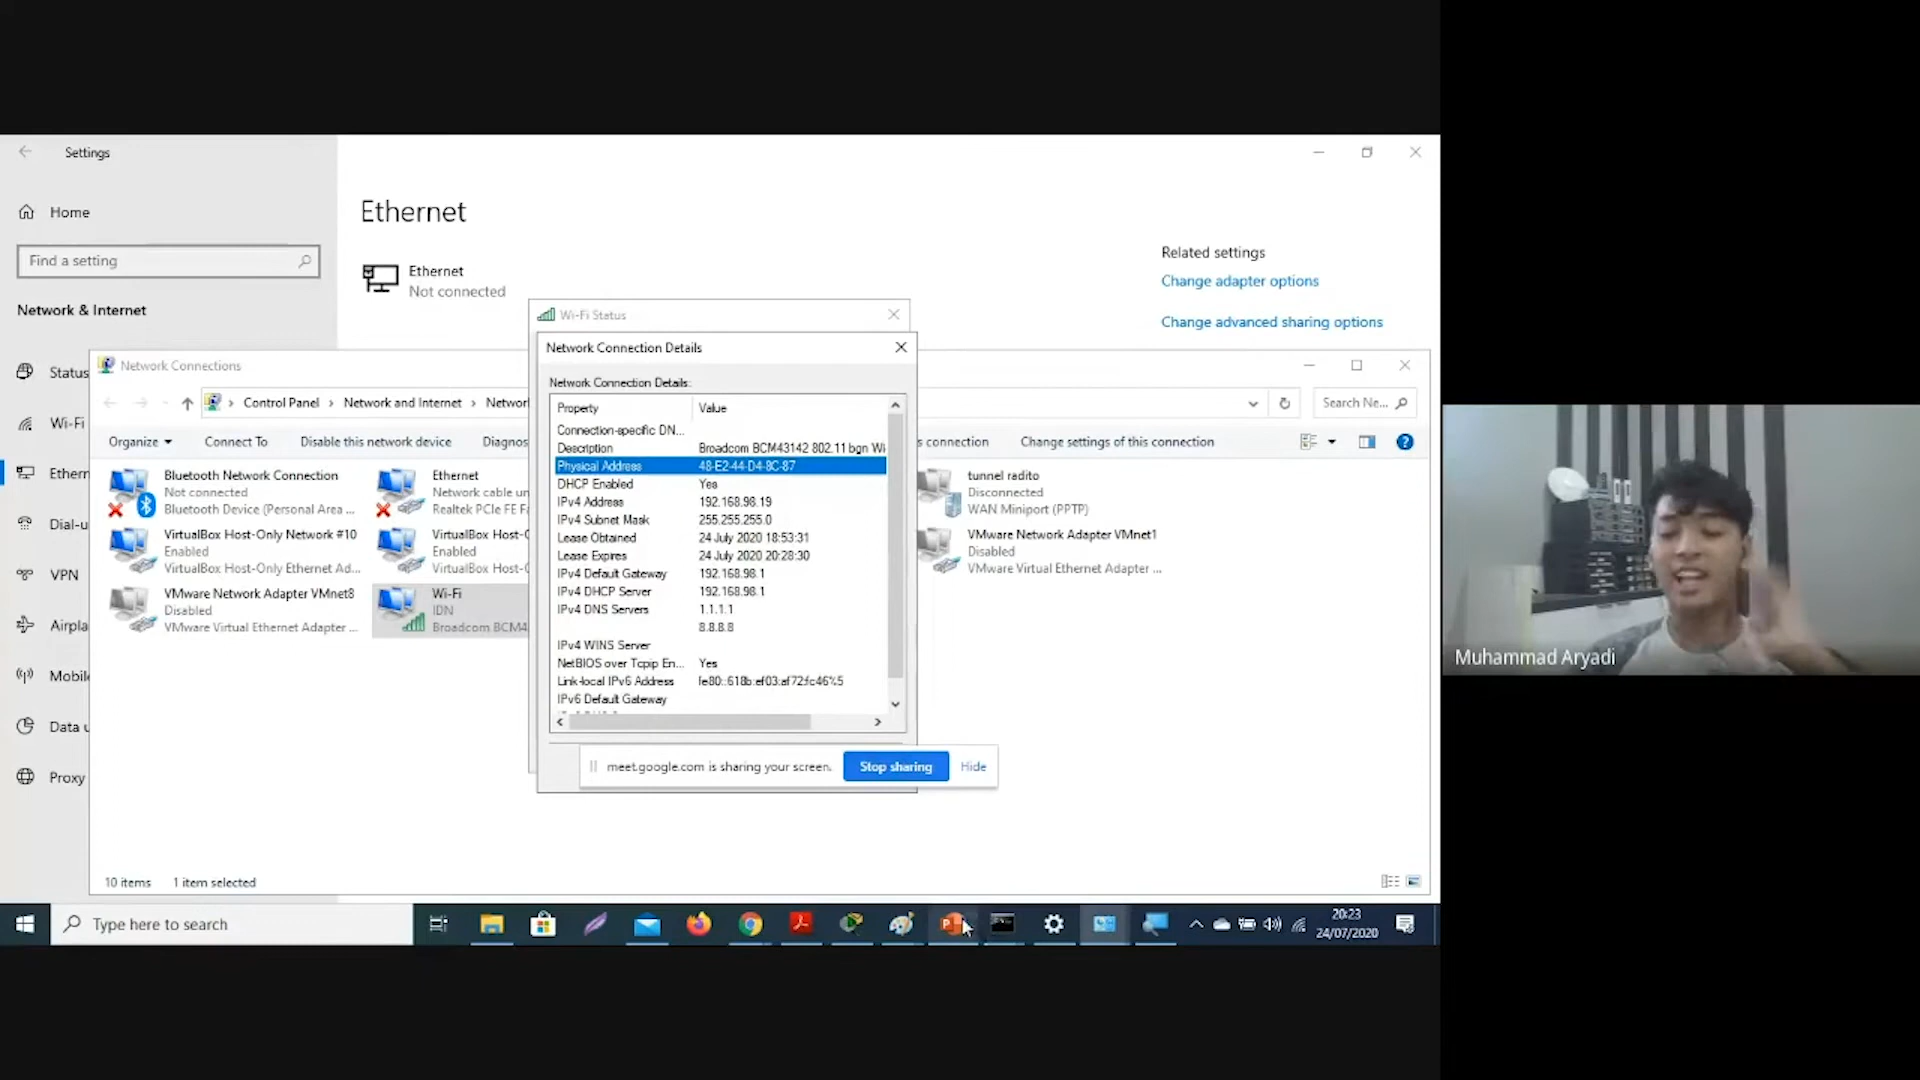 Settings
Home
Find a setting
Network & Internet
Status
Wi-Fi
Ethern
Dial-u
VPN
Airpla
Mobile
Data u
Proxy
Ethernet
Ethernet
Not connected
Related settings
Change adapter options
Change advanced sharing options
Network Connections
Control Panel
Network and Internet
Networ
Search Ne...
Organize
Connect To
Disable this network device
Diagnos
s connection
Change settings of this connection
Bluetooth Network Connection
Not connected
Bluetooth Device (Personal Area ...
Ethernet
Network cable un
Realtek PCIe FE F
tunnel radito
Disconnected
WAN Miniport (PPTP)
VirtualBox Host-Only Network #10
Enabled
VirtualBox Host-Only Ethernet Ad...
VirtualBox Host-
Enabled
VirtualBox Host-
VMware Network Adapter VMnet1
Disabled
VMware Virtual Ethernet Adapter ...
VMware Network Adapter VMnet8
Disabled
VMware Virtual Ethernet Adapter ...
Wi-Fi
IDN
Broadcom BCM4
10 items 1 item selected
Wi-Fi Status
Network Connection Details
Network Connection Details:
Property Value
Connection-specific DN...
Description Broadcom BCM43142 802.11 bgn Wi
Physical Address 48-E2-44-D4-8C-87
DHCP Enabled Yes
IPv4 Address 192.168.98.19
IPv4 Subnet Mask 255.255.255.0
Lease Obtained 24 July 2020 18:53:31
Lease Expires 24 July 2020 20:28:30
IPv4 Default Gateway 192.168.98.1
IPv4 DHCP Server 192.168.98.1
IPv4 DNS Servers 1.1.1.1
8.8.8.8
IPv4 WINS Server
NetBIOS over Tcpip En... Yes
Link-local IPv6 Address fe80::618b:ef03:af72:fc46%5
IPv6 Default Gateway
meet.google.com is sharing your screen.
Stop sharing
Hide
Type here to search
20:23
24/07/2020
Muhammad Aryadi